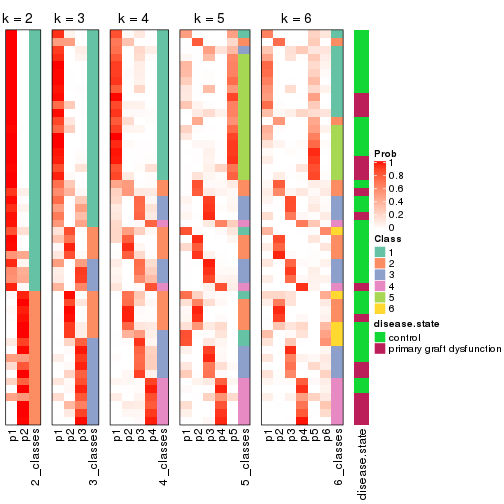 k = 2 k = 3 k = 4 k = 5 k = 6
Prob
1
0.8
0.6
0.4
0.2
0
Class
1
2
3
4
5
6
disease.state
control
primary graft dysfunction
p1 p2 2_classes p1 p2 p3 3_classes p1 p2 p3 p4 4_classes p1 p2 p3 p4 p5 5_classes p1 p2 p3 p4 p5 p6 6_classes disease.state